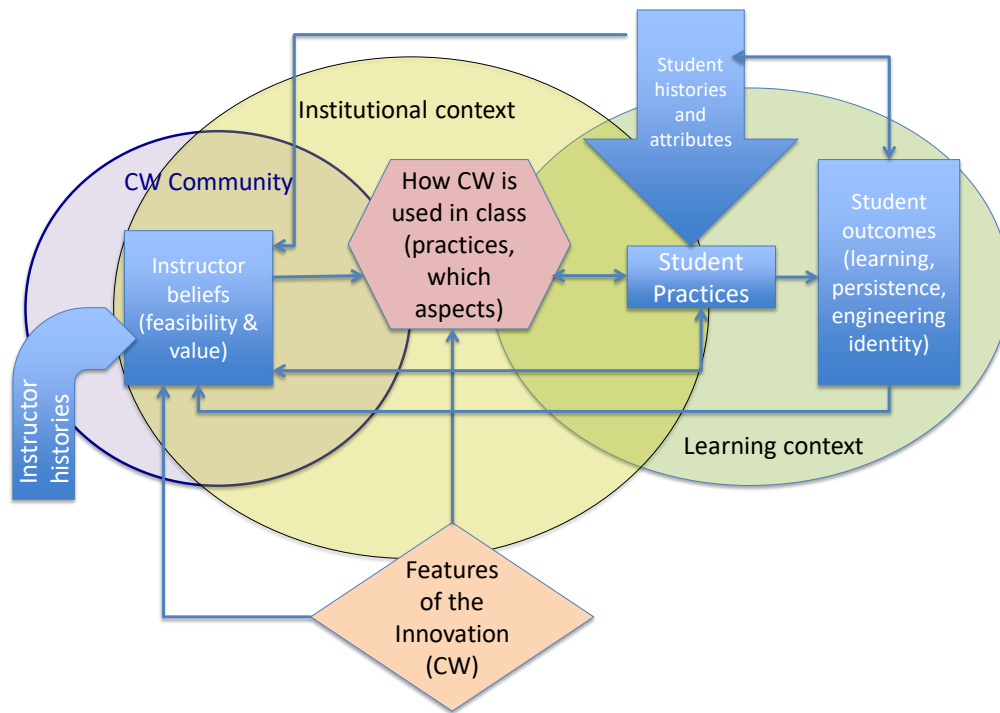 Student
histories
and
attributes
Institutional context
CW Community
How CW is
used in class
(practices,
which
aspects)
Student
outcomes
(learning,
persistence,
engineering
identity)
Instructor
beliefs
(feasibility &
value)
Student
Practices
Instructor
histories
Learning context
Features
of the
Innovation
(CW)